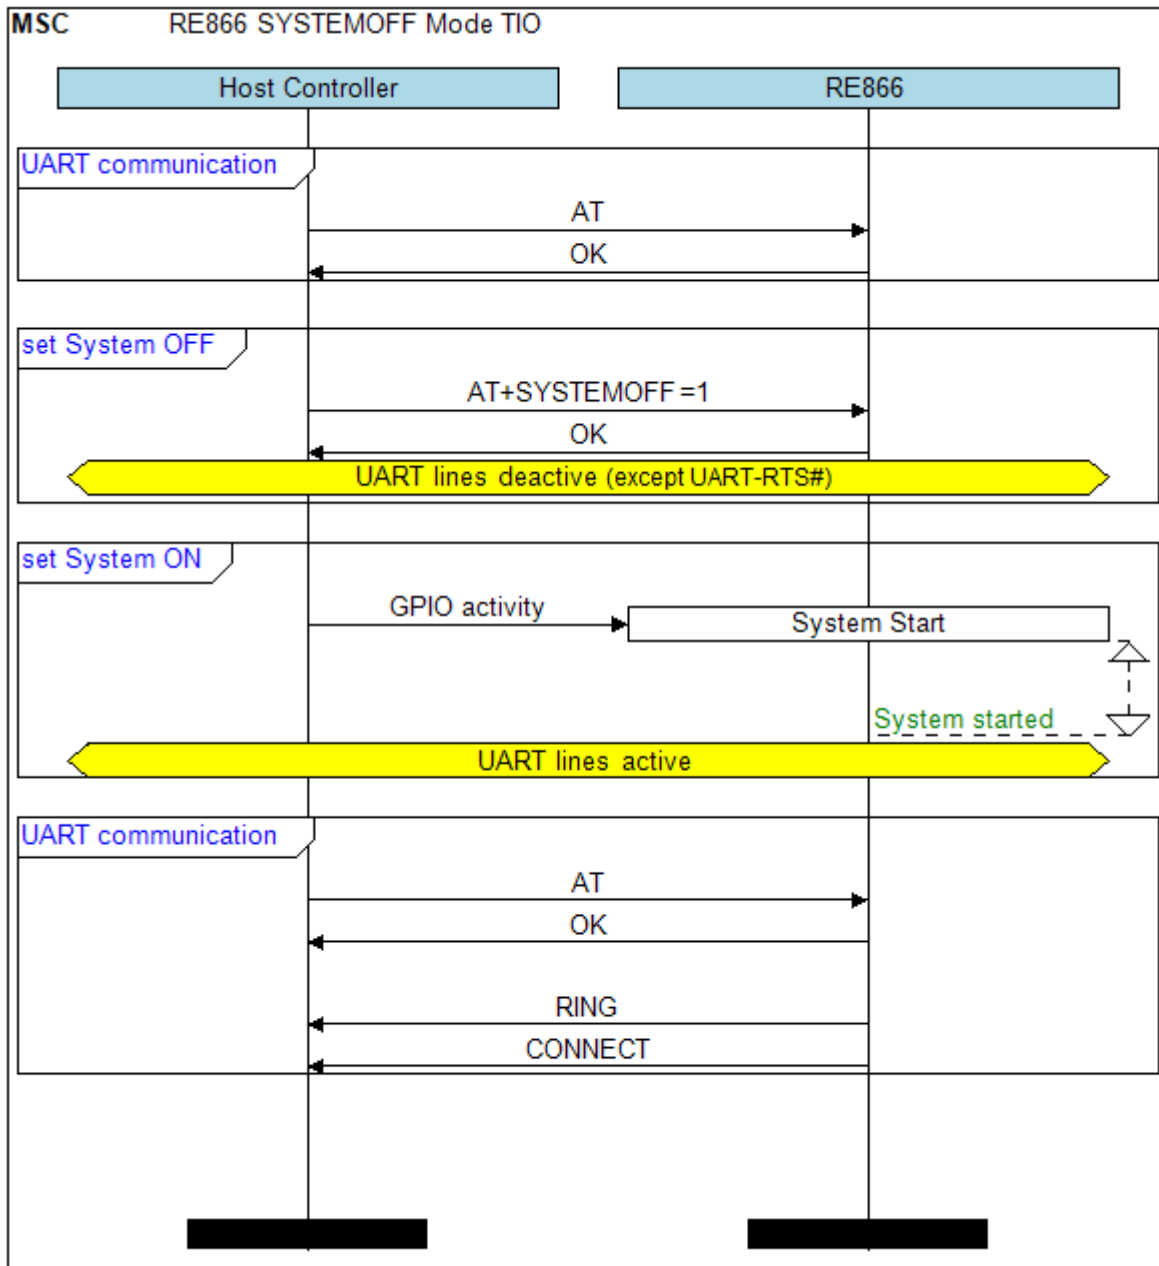 MSC RE866 SYSTEMOFF Mode TIO
Host Controller RE866
UART communication
AT
OK
set System OFF
AT+SYSTEMOFF =1
OK
UART lines deactive (except UART-RTS#)
set System ON
GPIO activity System Start
System started
UART lines active
UART communication
AT
OK
RING
CONNECT